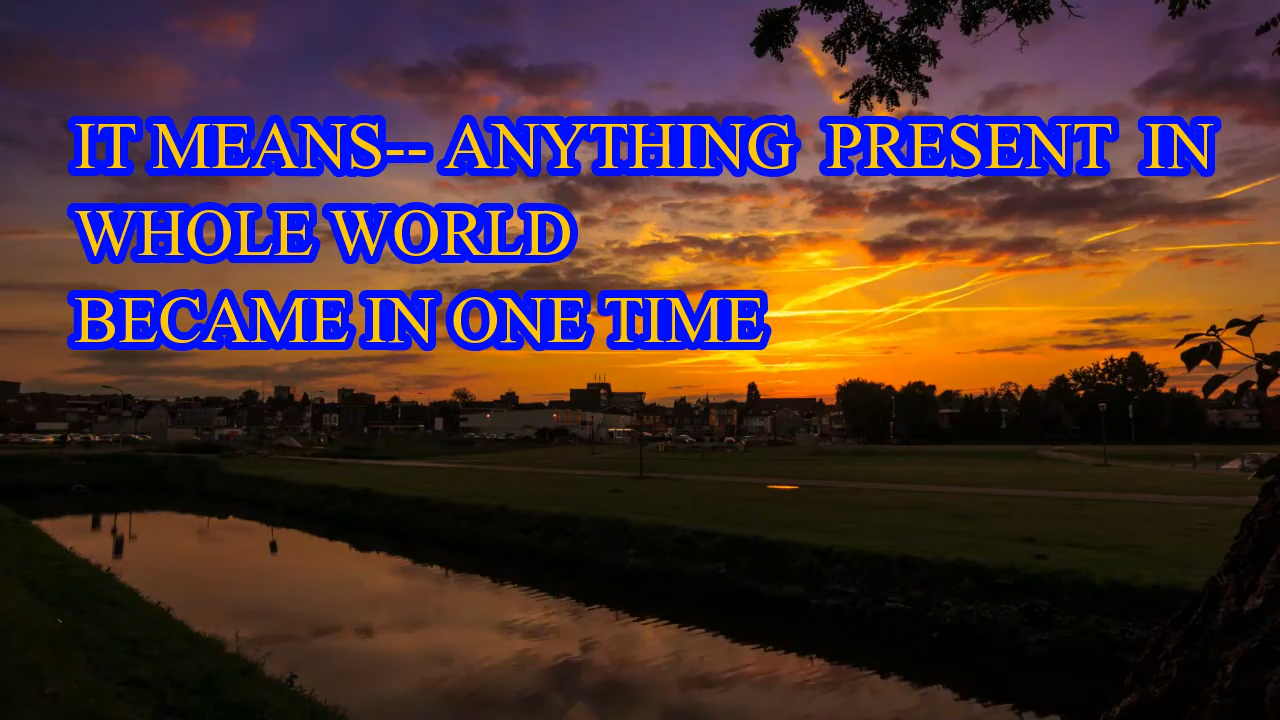 IT MEANS-- ANYTHING  PRESENT  IN
WHOLE WORLD
BECAME IN ONE TIME